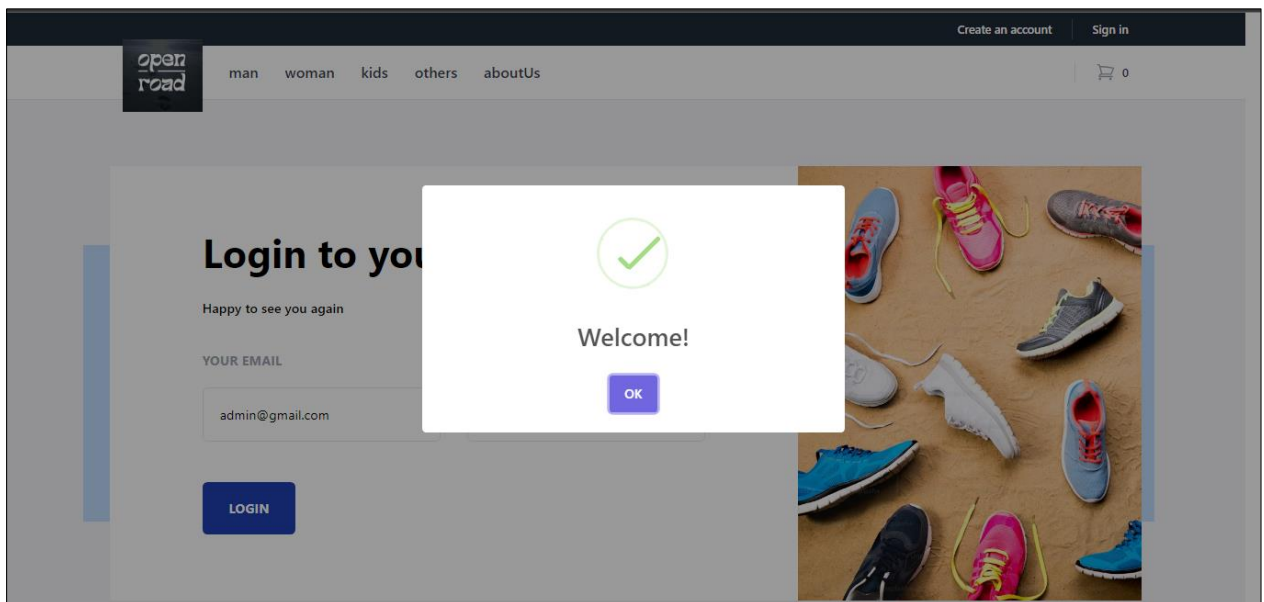 Create an account Sign in
open
road
man woman kids others aboutUs
0
Login to you
Happy to see you again
YOUR EMAIL
admin@gmail.com
LOGIN
Welcome!
OK